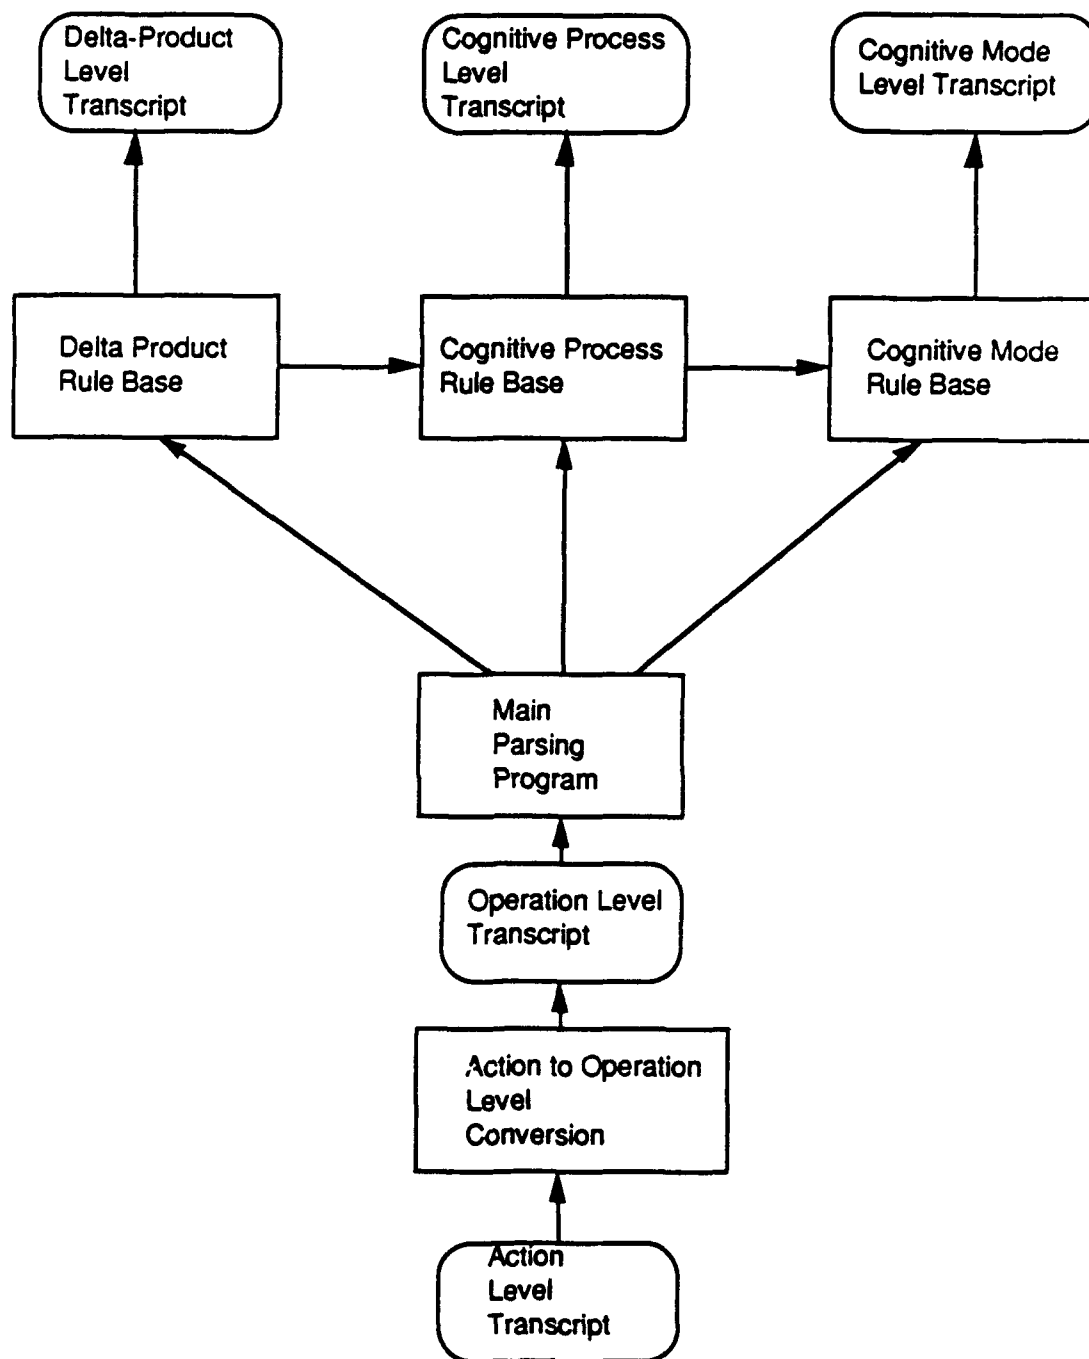 Delta-Product
Level
Transcript
Cognitive Process
Level
Transcript
Cognitive Mode
Level Transcript
Delta Product
Rule Base
Cognitive Process
Rule Base
Cognitive Mode
Rule Base
Main
Parsing
Program
Operation Level
Transcript
Action to Operation
Level
Conversion
Action
Level
Transcript